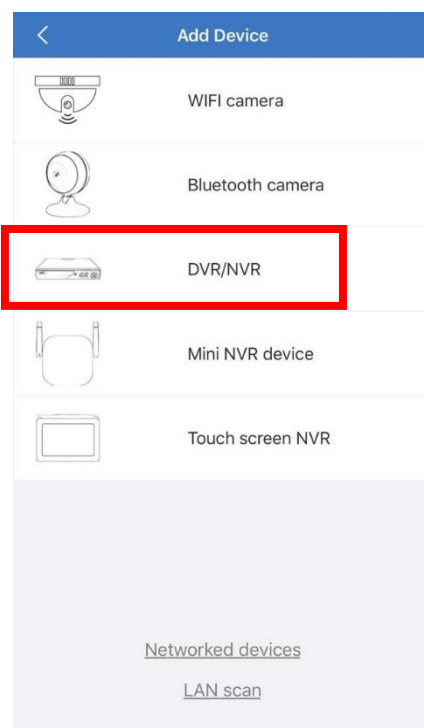 Add Device
WIFI camera
Bluetooth camera
DVR/NVR
Mini NVR device
Touch screen NVR
Networked devices
LAN scan